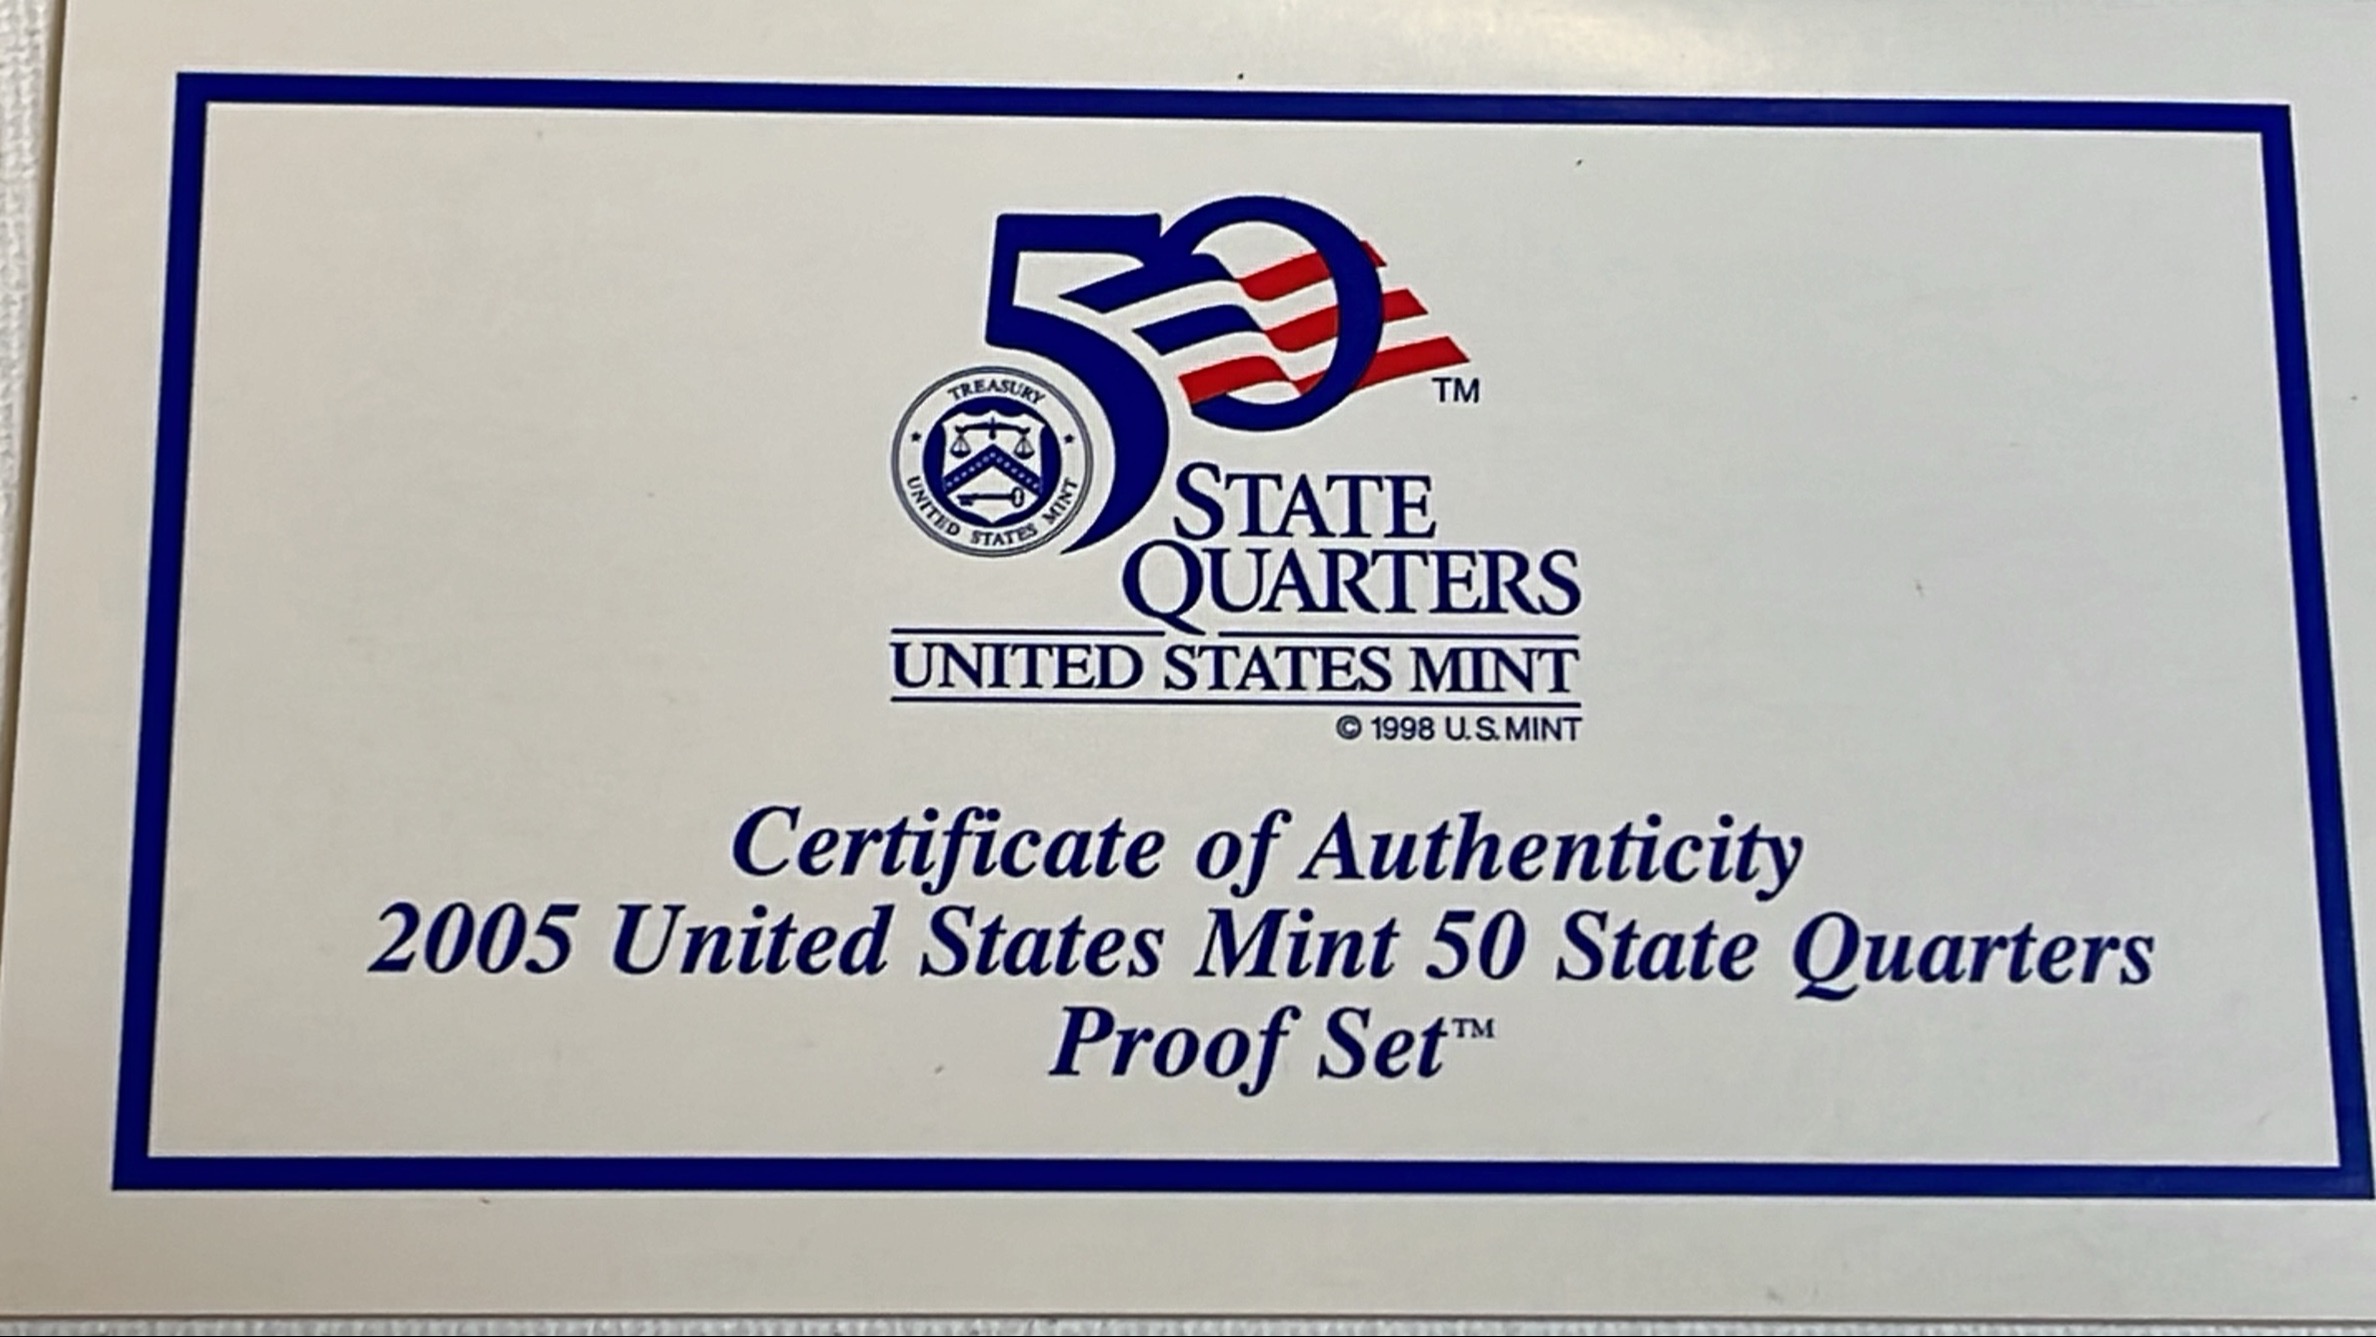 50
TM
TREASURY
UNITED STATES MINT
STATE
QUARTERS
UNITED STATES MINT
© 1998 U.S. MINT
Certificate of Authenticity
2005 United States Mint 50 State Quarters
Proof Set™